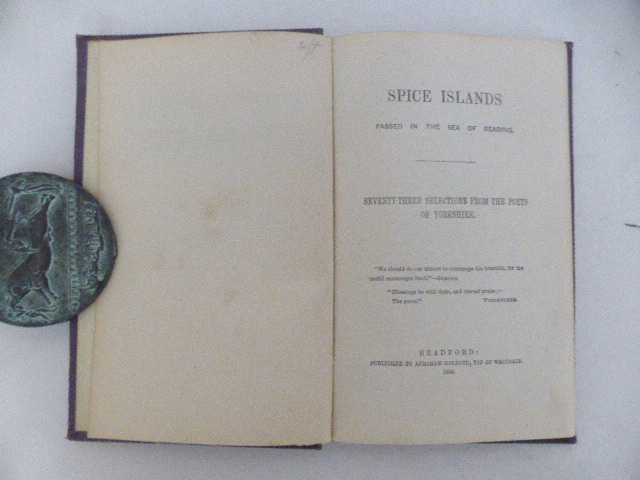 SPICE ISLANDS
PASSED IN THE SEA OF READING.
SEVENTY-THREE SELECTIONS FROM THE POETS
OF YORKSHIRE.
"We should do our utmost to encourage the beautiful, for the
useful encourages itself."—Goethe.
"Blessings be with them, and eternal praise:—
The poets." Wordsworth.
BRADFORD:
PUBLISHED BY ABRAHAM HOLROYD, TOP OF WESTGATE.